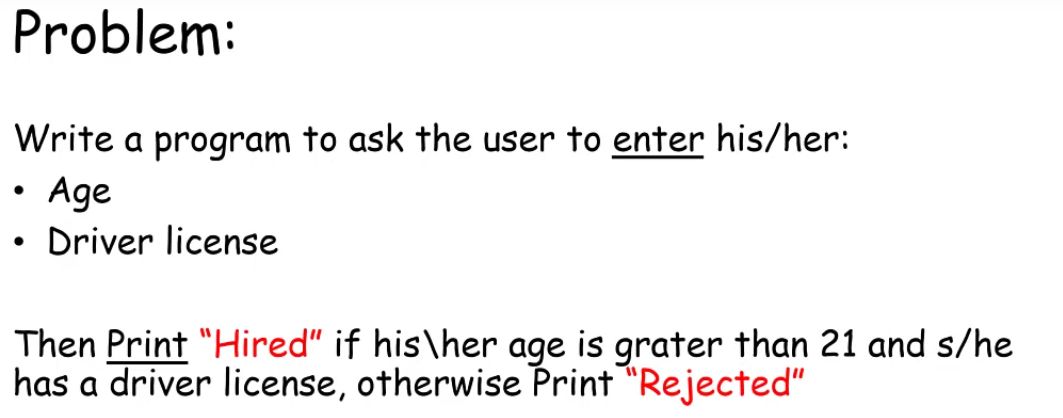 Problem:
Write a program to ask the user to enter his/her:
• Age
• Driver license
Then Print “Hired” if his\her age is grater than 21 and s/he
has a driver license, otherwise Print “Rejected”